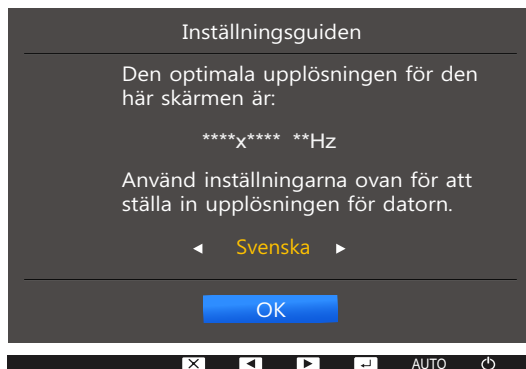 Inställningsguiden
Den optimala upplösningen för den
här skärmen är:
****x**** **Hz
Använd inställningarna ovan för att
ställa in upplösningen för datorn.
Svenska
OK
AUTO